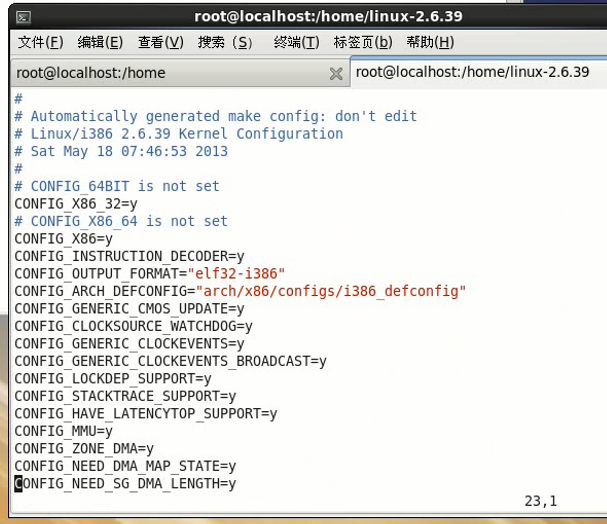 root@localhost:/home/linux-2.6.39
文件(F) 编辑(E) 查看(V) 搜索 (S) 终端(T) 标签页(b) 帮助(H)
root@localhost:/home root@localhost:/home/linux-2.6.39
#
# Automatically generated make config: don't edit
# Linux/i386 2.6.39 Kernel Configuration
# Sat May 18 07:46:53 2013
#
# CONFIG_64BIT is not set
CONFIG_X86_32=y
# CONFIG_X86_64 is not set
CONFIG_X86=y
CONFIG_INSTRUCTION_DECODER=y
CONFIG_OUTPUT_FORMAT="elf32-i386"
CONFIG_ARCH_DEFCONFIG="arch/x86/configs/i386_defconfig"
CONFIG_GENERIC_CMOS_UPDATE=y
CONFIG_CLOCKSOURCE_WATCHDOG=y
CONFIG_GENERIC_CLOCKEVENTS=y
CONFIG_GENERIC_CLOCKEVENTS_BROADCAST=y
CONFIG_LOCKDEP_SUPPORT=y
CONFIG_STACKTRACE_SUPPORT=y
CONFIG_HAVE_LATENCYTOP_SUPPORT=y
CONFIG_MMU=y
CONFIG_ZONE_DMA=y
CONFIG_NEED_DMA_MAP_STATE=y
CONFIG_NEED_SG_DMA_LENGTH=y
23,1